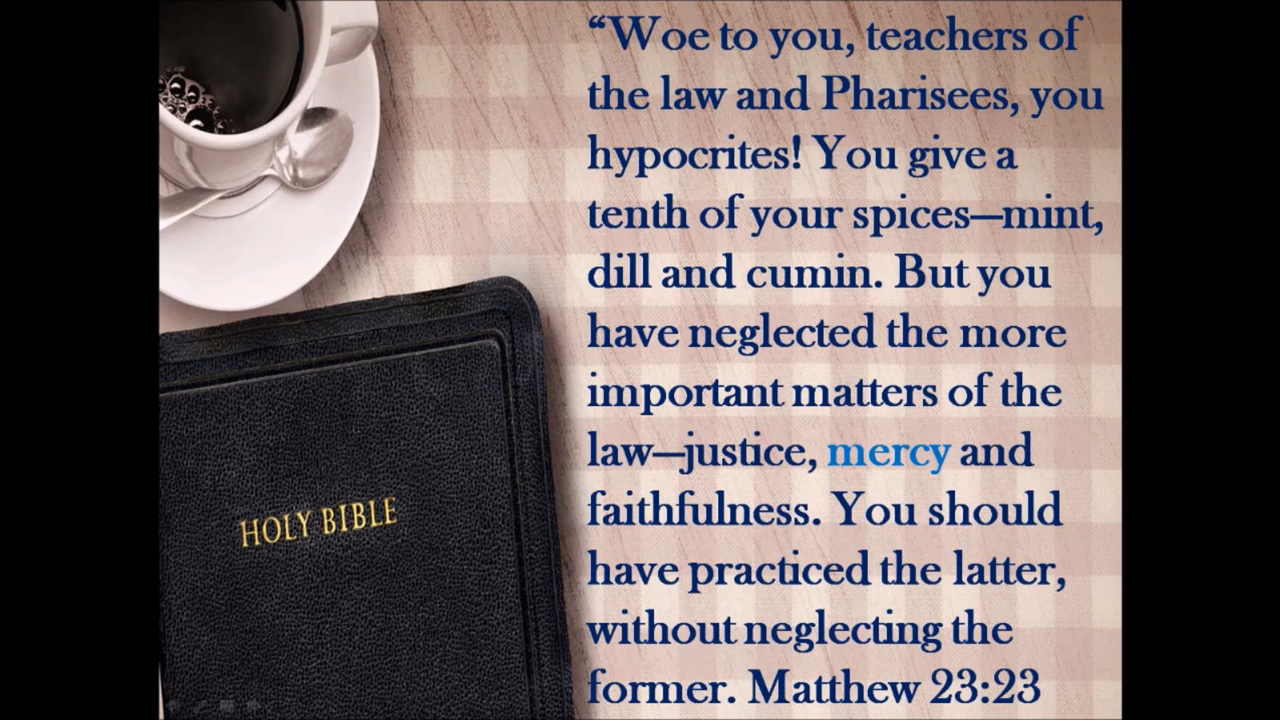 “Woe to you, teachers of
the law and Pharisees, you
hypocrites! You give a
tenth of your spices—mint,
dill and cumin. But you
have neglected the more
important matters of the
law—justice, mercy and
faithfulness. You should
have practiced the latter,
without neglecting the
former. Matthew 23:23
HOLY BIBLE